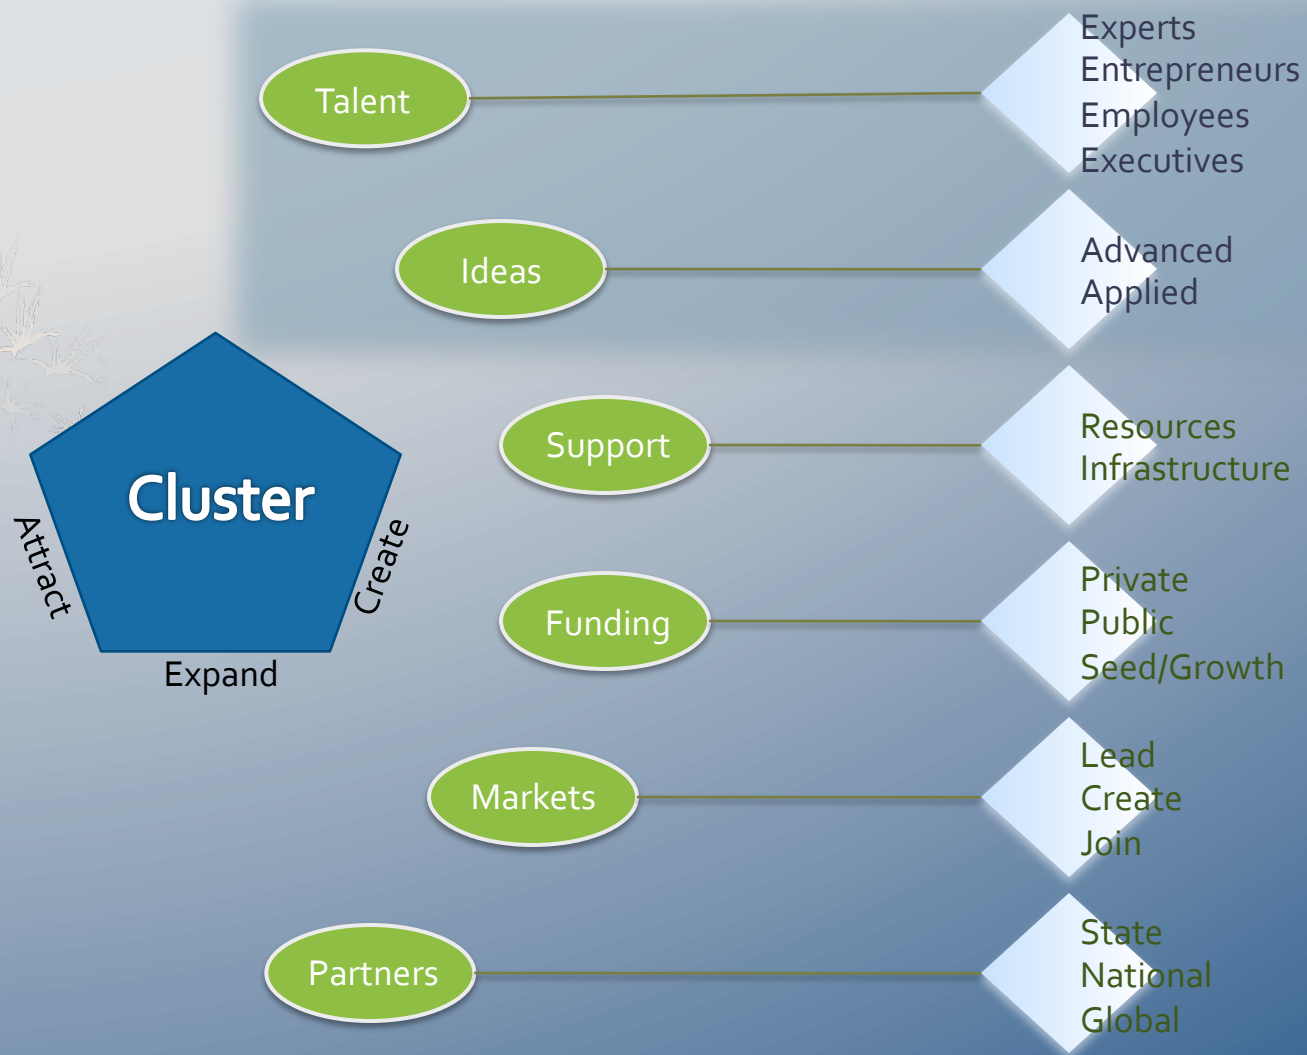 Talent
Experts
Entrepreneurs
Employees
Executives
Ideas
Advanced
Applied
Support
Resources
Infrastructure
Cluster
Attract
Create
Expand
Funding
Private
Public
Seed/Growth
Markets
Lead
Create
Join
Partners
State
National
Global